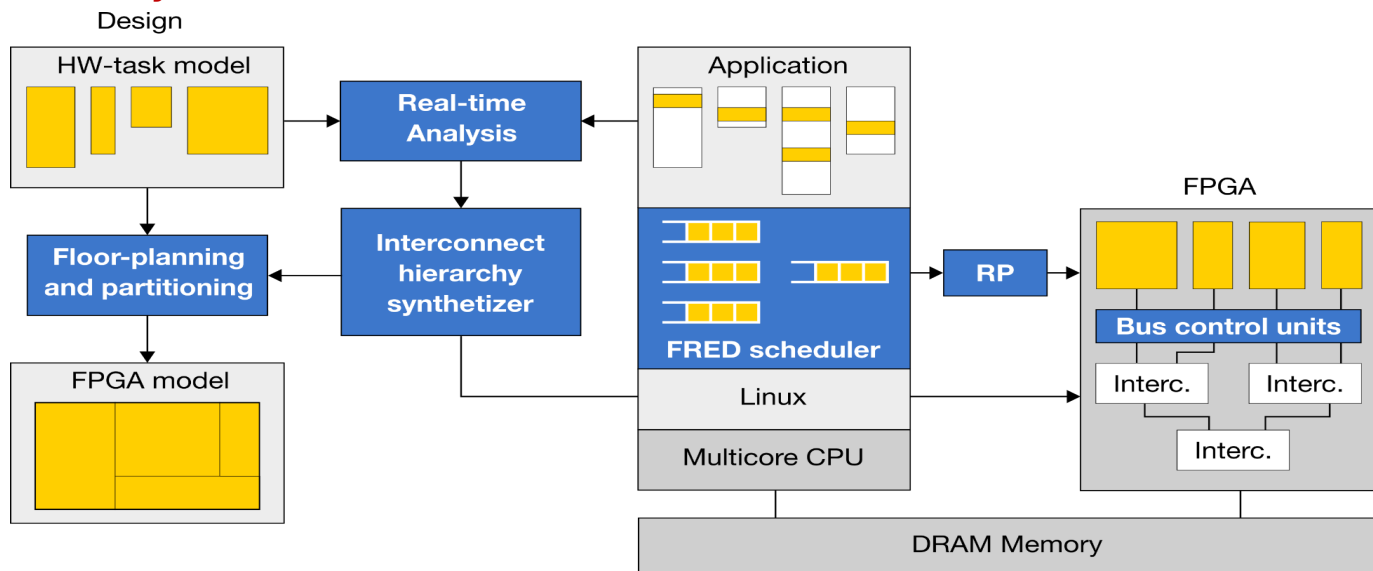 Design
HW-task model
Real-time
Analysis
Application
Floor-planning
and partitioning
Interconnect
hierarchy
synthetizer
FRED scheduler
RP
FPGA
Bus control units
Interc.
Interc.
Interc.
FPGA model
Linux
Multicore CPU
DRAM Memory